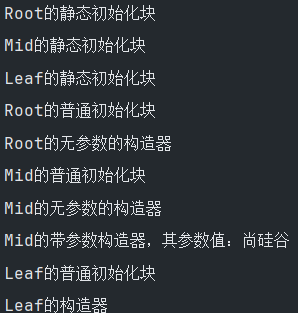 Root的静态初始化块
Mid的静态初始化块
Leaf的静态初始化块
Root的普通初始化块
Root的无参数的构造器
Mid的普通初始化块
Mid的无参数的构造器
Mid的带参数构造器，其参数值：尚硅谷
Leaf的普通初始化块
Leaf的构造器